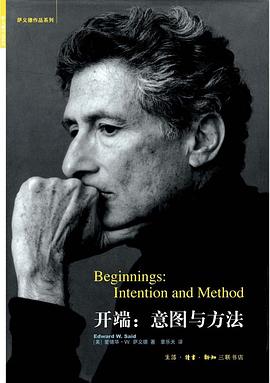 萨义德作品系列
Beginnings:
Intention and Method
Edward W. Said
[美] 爱德华·W. 萨义德 著 章乐天 译
开端：意图与方法
生活·讀書·新知 三联书店